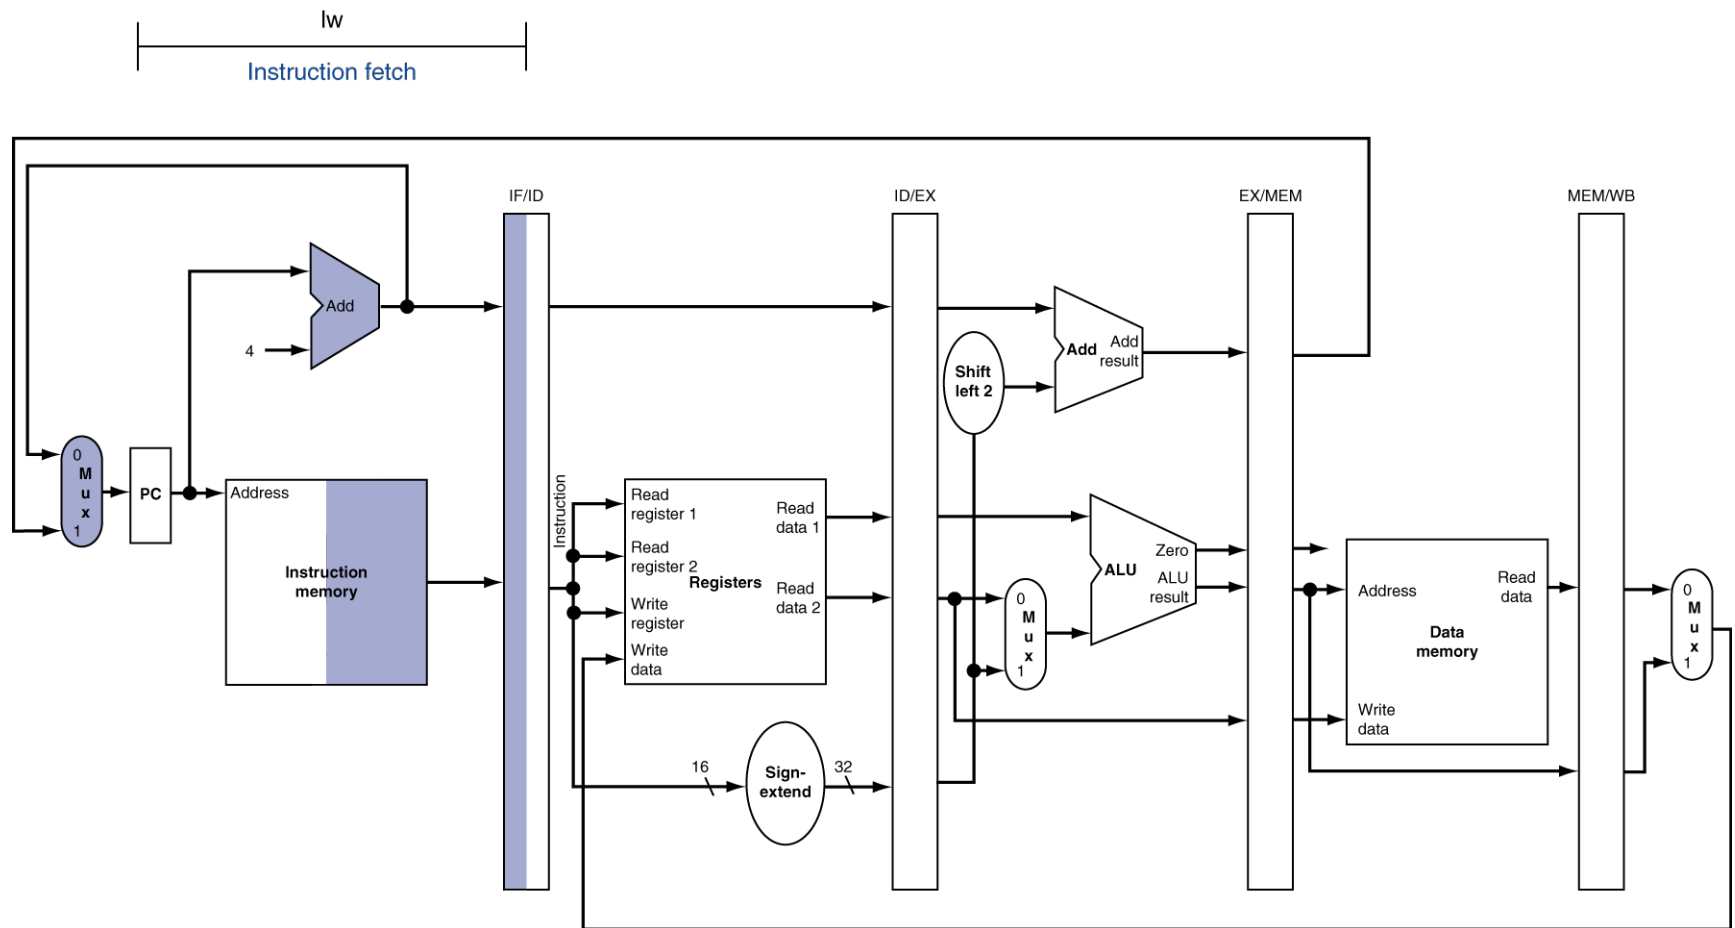 lw
Instruction fetch
IF/ID
ID/EX
EX/MEM
MEM/WB
Add
4
Add
Add
result
Shift
left 2
0
M
u
x
1
PC
Address
Instruction
memory
Instruction
Read
register 1
Read
register 2
Write
register
Write
data
Registers
Read
data 1
Read
data 2
16
Sign-
extend
32
0
M
u
x
1
Zero
ALU
ALU
result
Address
Read
data
Data
memory
Write
data
0
M
u
x
1